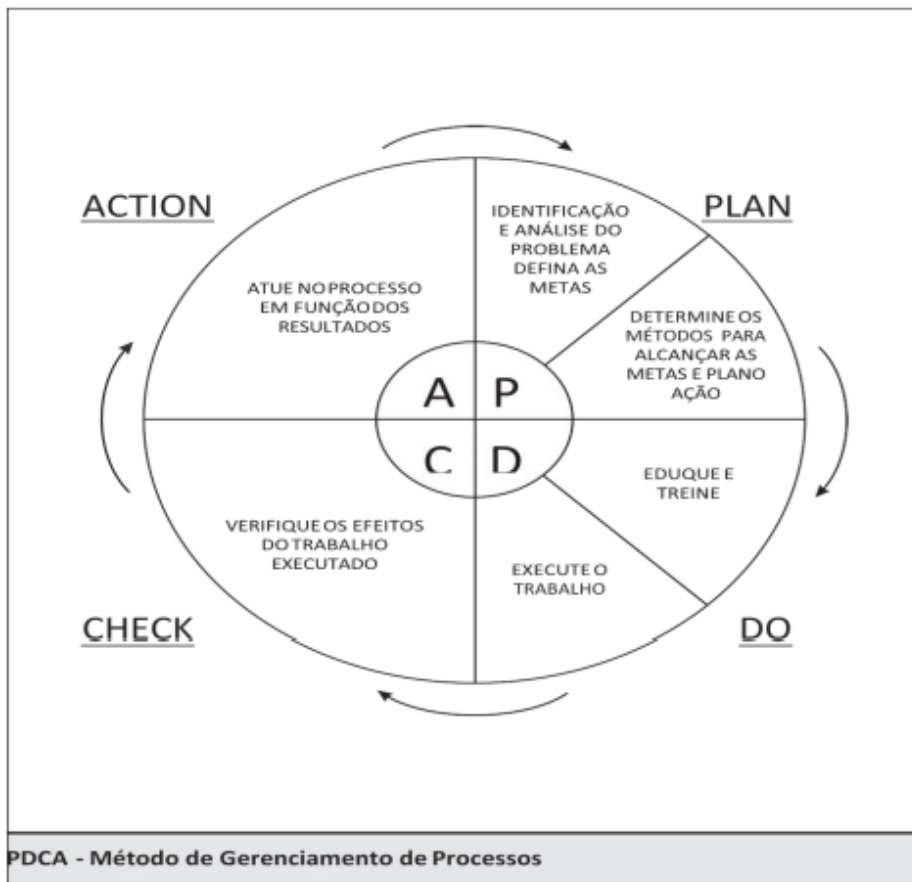 ACTION
PLAN
IDENTIFICAÇÃO
E ANÁLISE DO
PROBLEMA
DEFINA AS
METAS
ATUE NO PROCESSO
EM FUNÇÃO DOS
RESULTADOS
DETERMINE OS
MÉTODOS PARA
ALCANÇAR AS
METAS E PLANO
AÇÃO
A P
C D
EDUQUE E
TREINE
VERIFIQUE OS EFEITOS
DO TRABALHO
EXECUTADO
EXECUTE O
TRABALHO
CHECK
DO
PDCA - Método de Gerenciamento de Processos